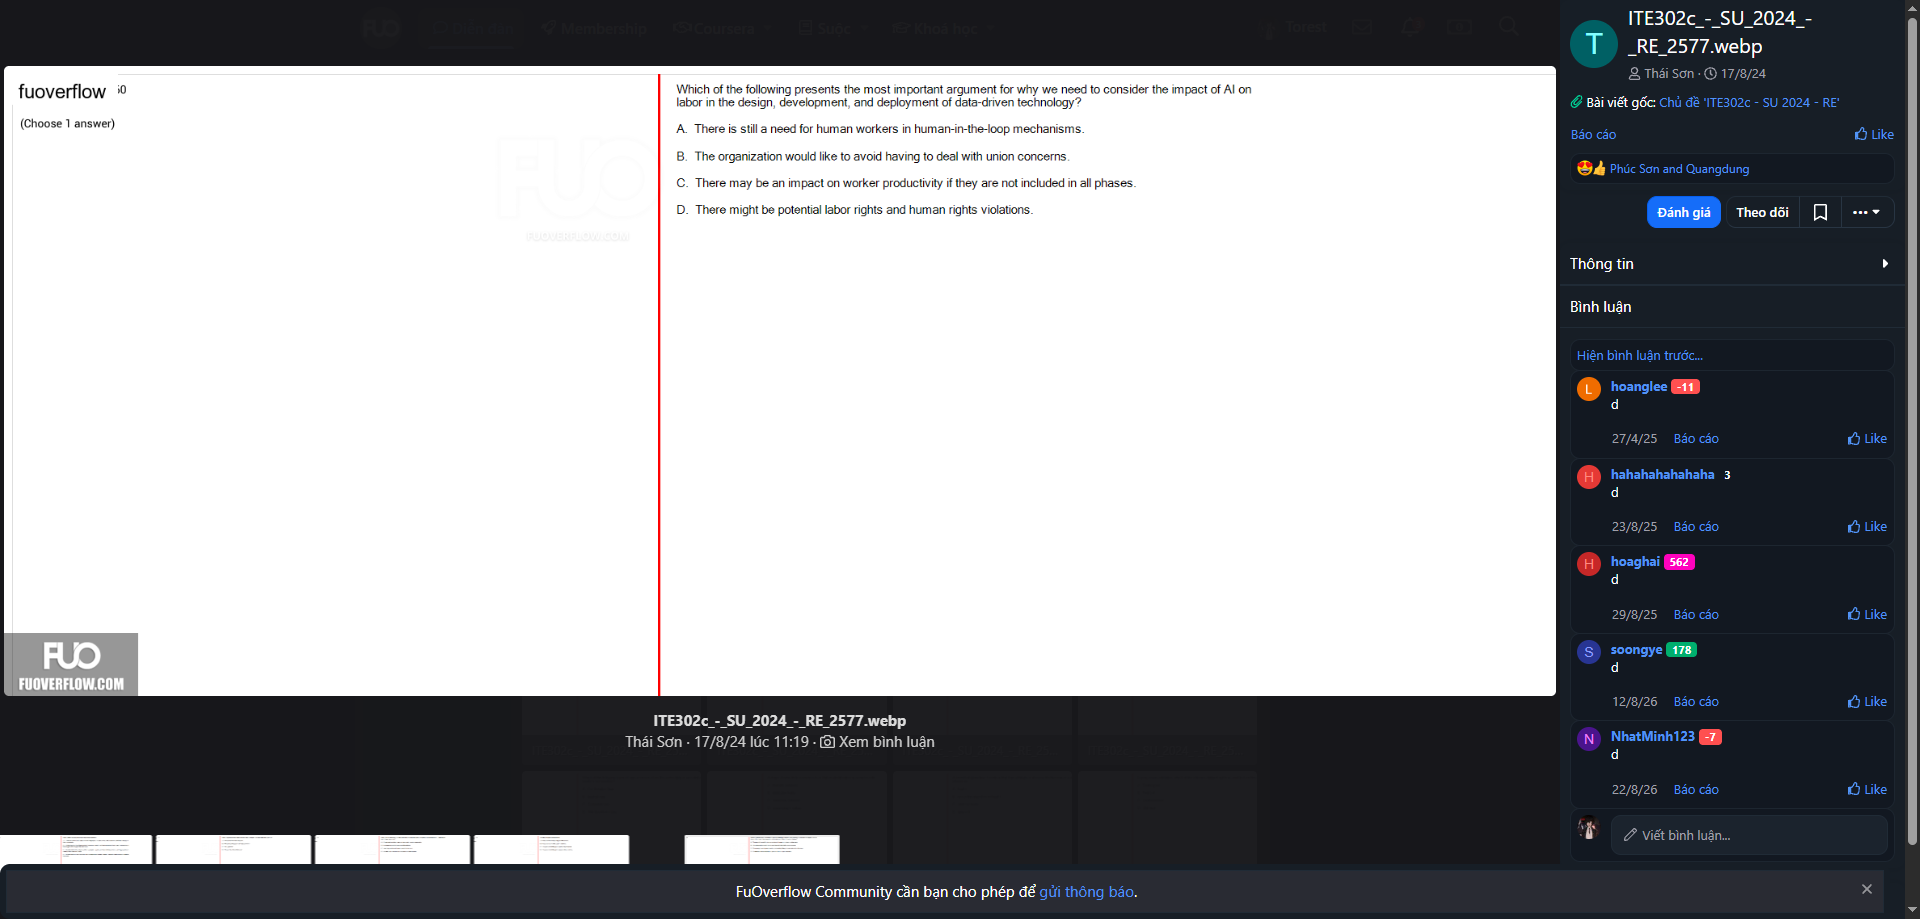 FUO
Membership
Coursera
Torest
fuoverflow
(Choose 1 answer)
Which of the following presents the most important argument for why we need to consider the impact of AI on
labor in the design, development, and deployment of data-driven technology?
A. There is still a need for human workers in human-in-the-loop mechanisms.
B. The organization would like to avoid having to deal with union concerns.
C. There may be an impact on worker productivity if they are not included in all phases.
D. There might be potential labor rights and human rights violations.
FUO
FUOVERFLOW.COM
FUO
FUOVERFLOW.COM
ITE302c_-_SU_2024_-_RE_2577.webp
Thái Sơn · 17/8/24 lúc 11:19 · Xem bình luận
T
ITE302c_-_SU_2024_-
_RE_2577.webp
Thái Sơn · 17/8/24
Bài viết gốc: Chủ đề 'ITE302c - SU 2024 - RE'
Báo cáo
Like
Phúc Sơn and Quangdung
Đánh giá
Theo dõi
Thông tin
Bình luận
Hiện bình luận trước...
L
hoanglee -11
d
27/4/25 Báo cáo Like
H
hahahahahahaha 3
d
23/8/25 Báo cáo Like
H
hoaghai 562
d
29/8/25 Báo cáo Like
S
soongye 178
d
12/8/26 Báo cáo Like
N
NhatMinh123 -7
d
22/8/26 Báo cáo Like
Viết bình luận...
FuOverflow Community cần bạn cho phép để gửi thông báo.